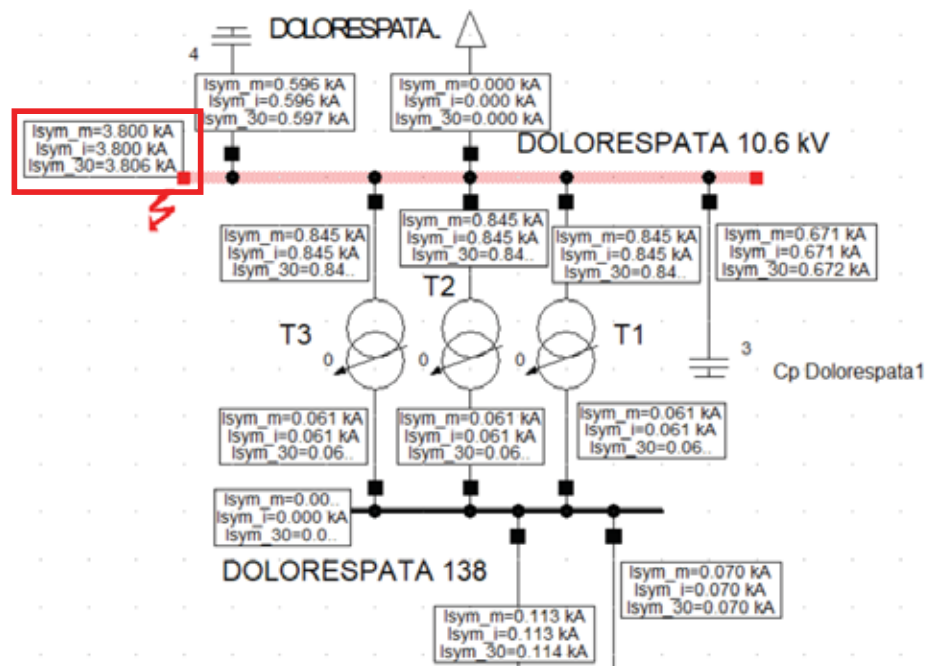 DOLORESPATA..
4
Isym_m=0.596 kA
Isym_i=0.596 kA
Isym_30=0.597 kA
Isym_m=0.000 kA
Isym_i=0.000 kA
Isym_30=0.000 kA
Isym_m=3.800 kA
Isym_i=3.800 kA
Isym_30=3.806 kA
DOLORESPATA 10.6 kV
Isym_m=0.845 kA
Isym_i=0.845 kA
Isym_30=0.84..
Isym_m=0.845 kA
Isym_i=0.845 kA
Isym_30=0.84..
Isym_m=0.845 kA
Isym_i=0.845 kA
Isym_30=0.84..
Isym_m=0.671 kA
Isym_i=0.671 kA
Isym_30=0.672 kA
T3
0
T2
0
T1
0
3
Cp Dolorespata1
Isym_m=0.061 kA
Isym_i=0.061 kA
Isym_30=0.06..
Isym_m=0.061 kA
Isym_i=0.061 kA
Isym_30=0.06..
Isym_m=0.061 kA
Isym_i=0.061 kA
Isym_30=0.06..
Isym_m=0.00..
Isym_i=0.000 kA
Isym_30=0.0..
DOLORESPATA 138
Isym_m=0.113 kA
Isym_i=0.113 kA
Isym_30=0.114 kA
Isym_m=0.070 kA
Isym_i=0.070 kA
Isym_30=0.070 kA